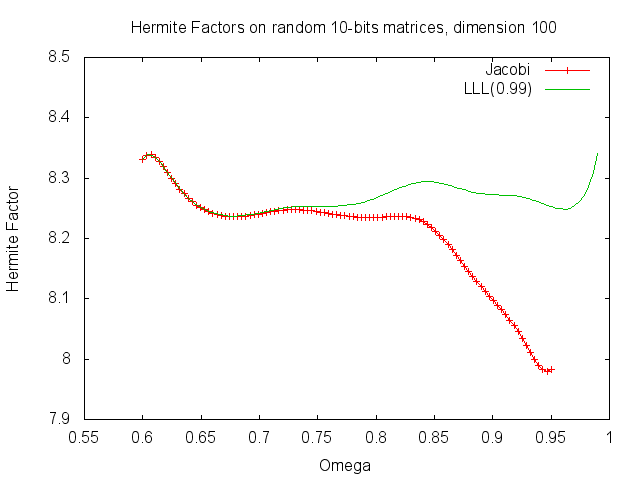 Hermite Factors on random 10-bits matrices, dimension 100
8.5
8.4
8.3
8.2
8.1
8
7.9
Hermite Factor
Jacobi
LLL(0.99)
0.55 0.6 0.65 0.7 0.75 0.8 0.85 0.9 0.95 1
Omega